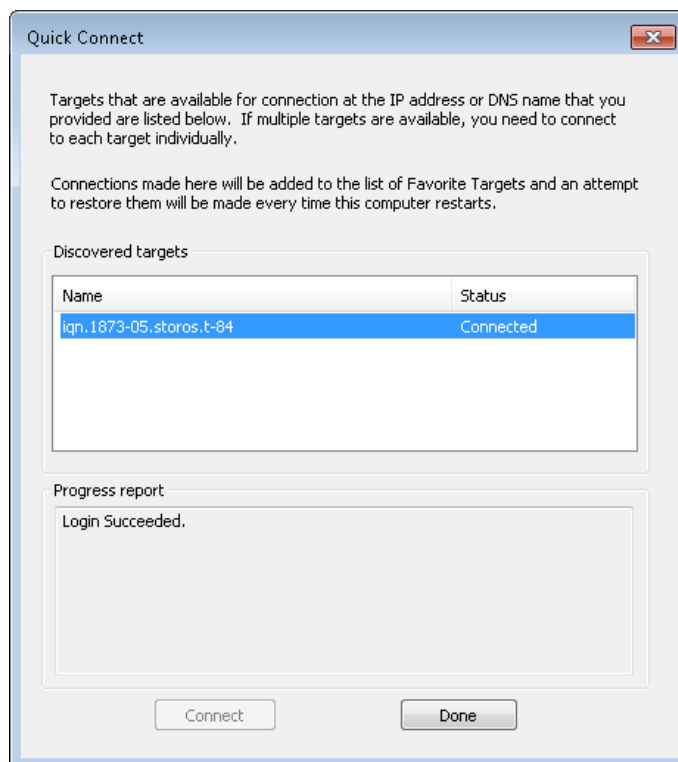 Quick Connect
Targets that are available for connection at the IP address or DNS name that you
provided are listed below.  If multiple targets are available, you need to connect
to each target individually.
Connections made here will be added to the list of Favorite Targets and an attempt
to restore them will be made every time this computer restarts.
Discovered targets
Name Status
iqn.1873-05.storos.t-84 Connected
Progress report
Login Succeeded.
Connect Done